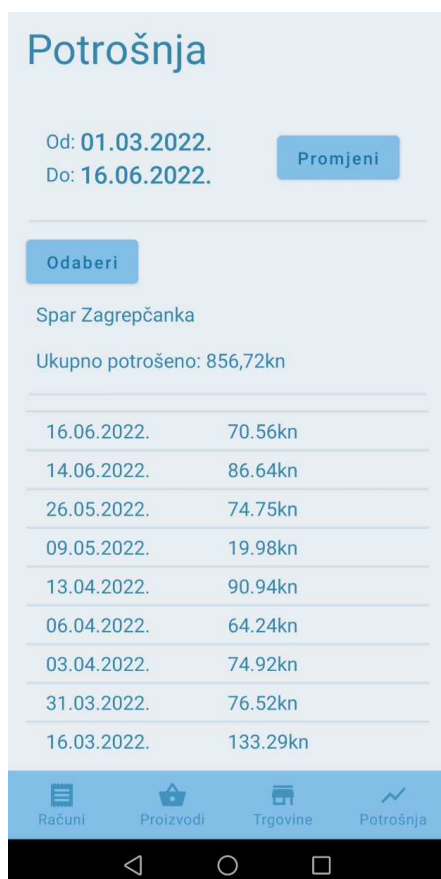 Potrošnja
Od: 01.03.2022.
Do: 16.06.2022.
Promjeni
Odaberi
Spar Zagrepčanka
Ukupno potrošeno: 856,72kn
16.06.2022. 70.56kn
14.06.2022. 86.64kn
26.05.2022. 74.75kn
09.05.2022. 19.98kn
13.04.2022. 90.94kn
06.04.2022. 64.24kn
03.04.2022. 74.92kn
31.03.2022. 76.52kn
16.03.2022. 133.29kn
Računi Proizvodi Trgovine Potrošnja